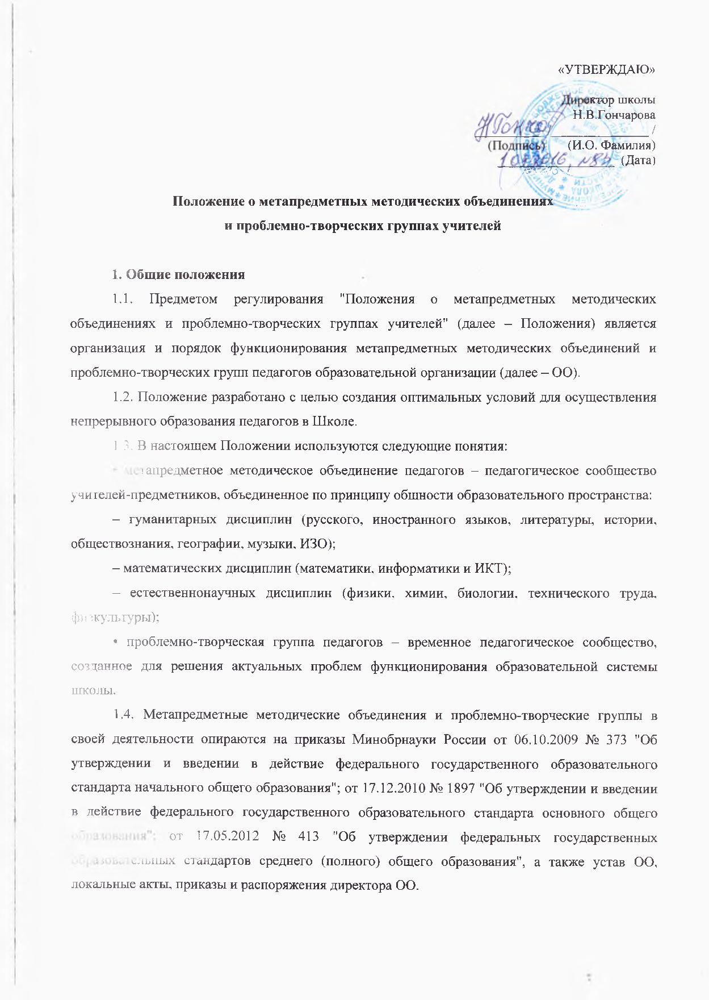 «УТВЕРЖДАЮ»
Директор школы
Н.В.Гончарова
/ /
(Подпись) (И.О. Фамилия)
(Дата)
Положение о метапредметных методических объединениях
и проблемно-творческих группах учителей
1. Общие положения
1.1. Предметом регулирования "Положения о метапредметных методических
объединениях и проблемно-творческих группах учителей" (далее – Положения) является
организация и порядок функционирования метапредметных методических объединений и
проблемно-творческих групп педагогов образовательной организации (далее – ОО).
1.2. Положение разработано с целью создания оптимальных условий для осуществления
непрерывного образования педагогов в Школе.
1.3. В настоящем Положении используются следующие понятия:
• метапредметное методическое объединение педагогов – педагогическое сообщество
учителей-предметников, объединенное по принципу общности образовательного пространства:
– гуманитарных дисциплин (русского, иностранного языков, литературы, истории,
обществознания, географии, музыки, ИЗО);
– математических дисциплин (математики, информатики и ИКТ);
– естественнонаучных дисциплин (физики, химии, биологии, технического труда,
физкультуры);
• проблемно-творческая группа педагогов – временное педагогическое сообщество,
созданное для решения актуальных проблем функционирования образовательной системы
школы.
1.4. Метапредметные методические объединения и проблемно-творческие группы в
своей деятельности опираются на приказы Минобрнауки России от 06.10.2009 № 373 "Об
утверждении и введении в действие федерального государственного образовательного
стандарта начального общего образования"; от 17.12.2010 № 1897 "Об утверждении и введении
в действие федерального государственного образовательного стандарта основного общего
образования"; от 17.05.2012 № 413 "Об утверждении федеральных государственных
образовательных стандартов среднего (полного) общего образования", а также устав ОО,
локальные акты, приказы и распоряжения директора ОО.